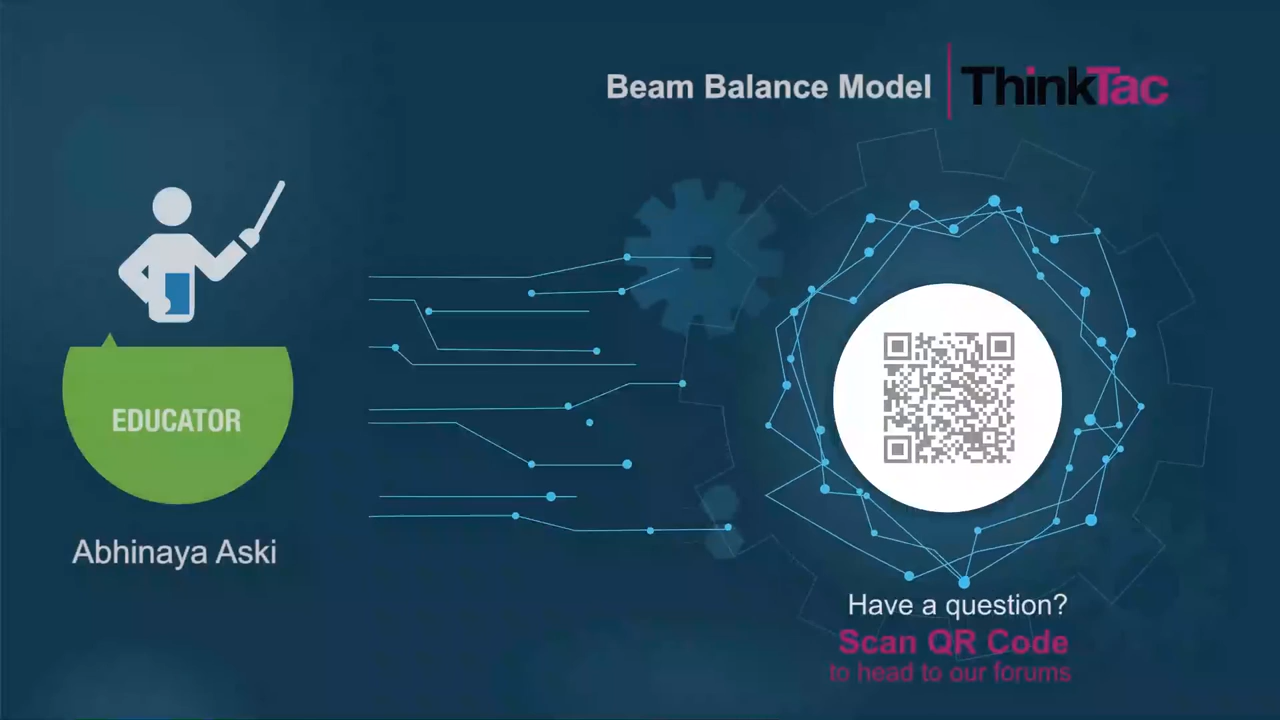 Beam Balance Model
ThinkTac
EDUCATOR
Abhinaya Aski
Have a question?
Scan QR Code
to head to our forums